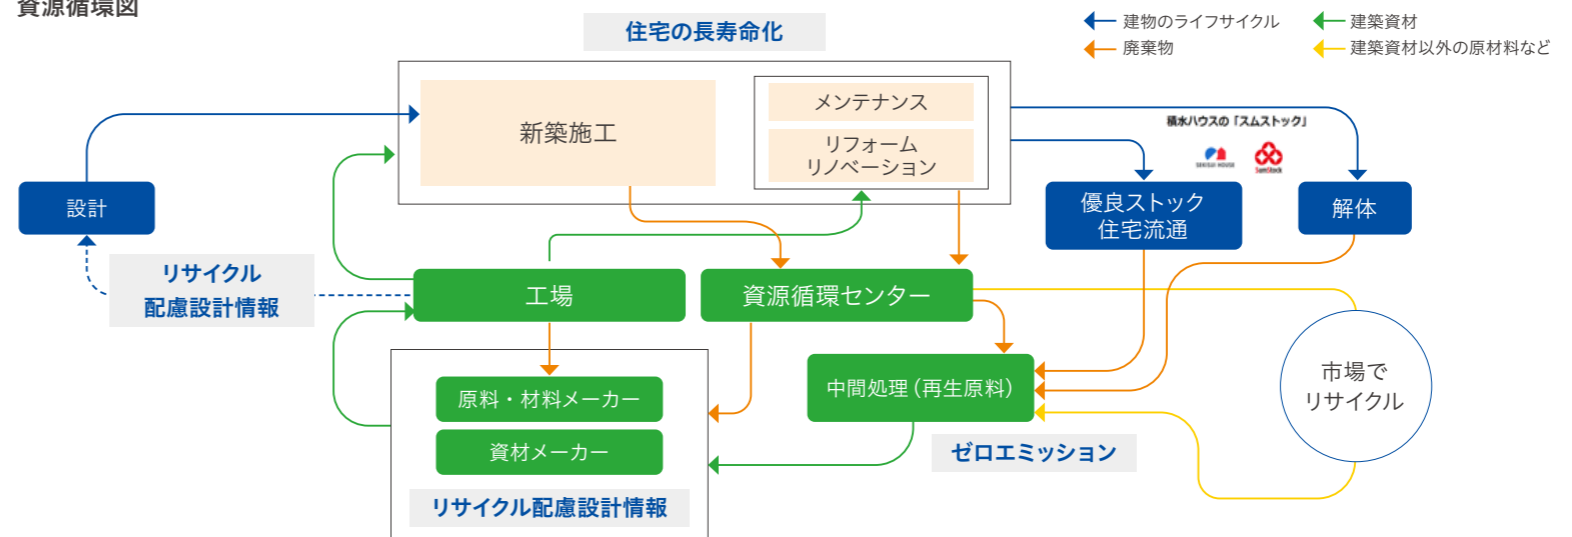 資源循環図
住宅の長寿命化
建物のライフサイクル
建築資材
廃棄物
建築資材以外の原材料など
新築施工
メンテナンス
リフォーム
リノベーション
積水ハウスの「スムストック」
SEKISUI HOUSE
SumStock
設計
優良ストック
住宅流通
解体
リサイクル
配慮設計情報
工場
資源循環センター
市場で
リサイクル
中間処理（再生原料）
原料・材料メーカー
資材メーカー
ゼロエミッション
リサイクル配慮設計情報